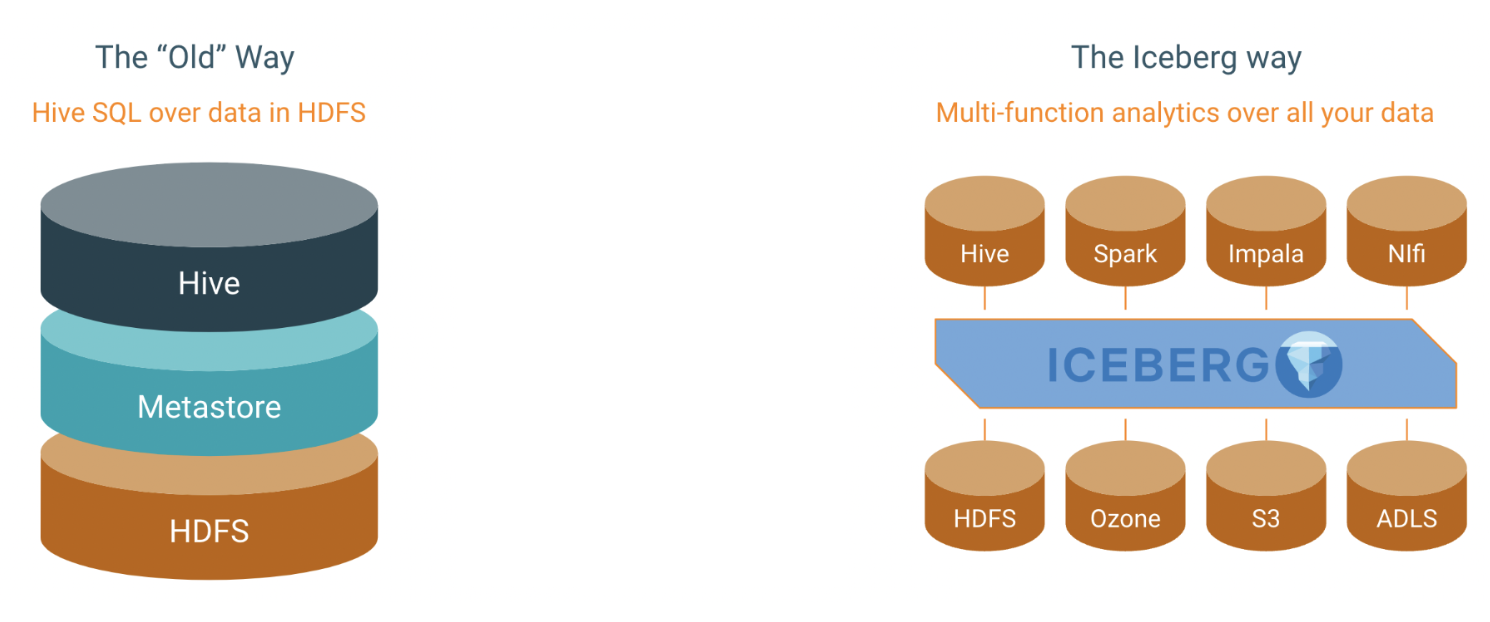 The “Old” Way
Hive SQL over data in HDFS
Hive
Metastore
HDFS
The Iceberg way
Multi-function analytics over all your data
Hive
Spark
Impala
NIfi
ICEBERG
HDFS
Ozone
S3
ADLS